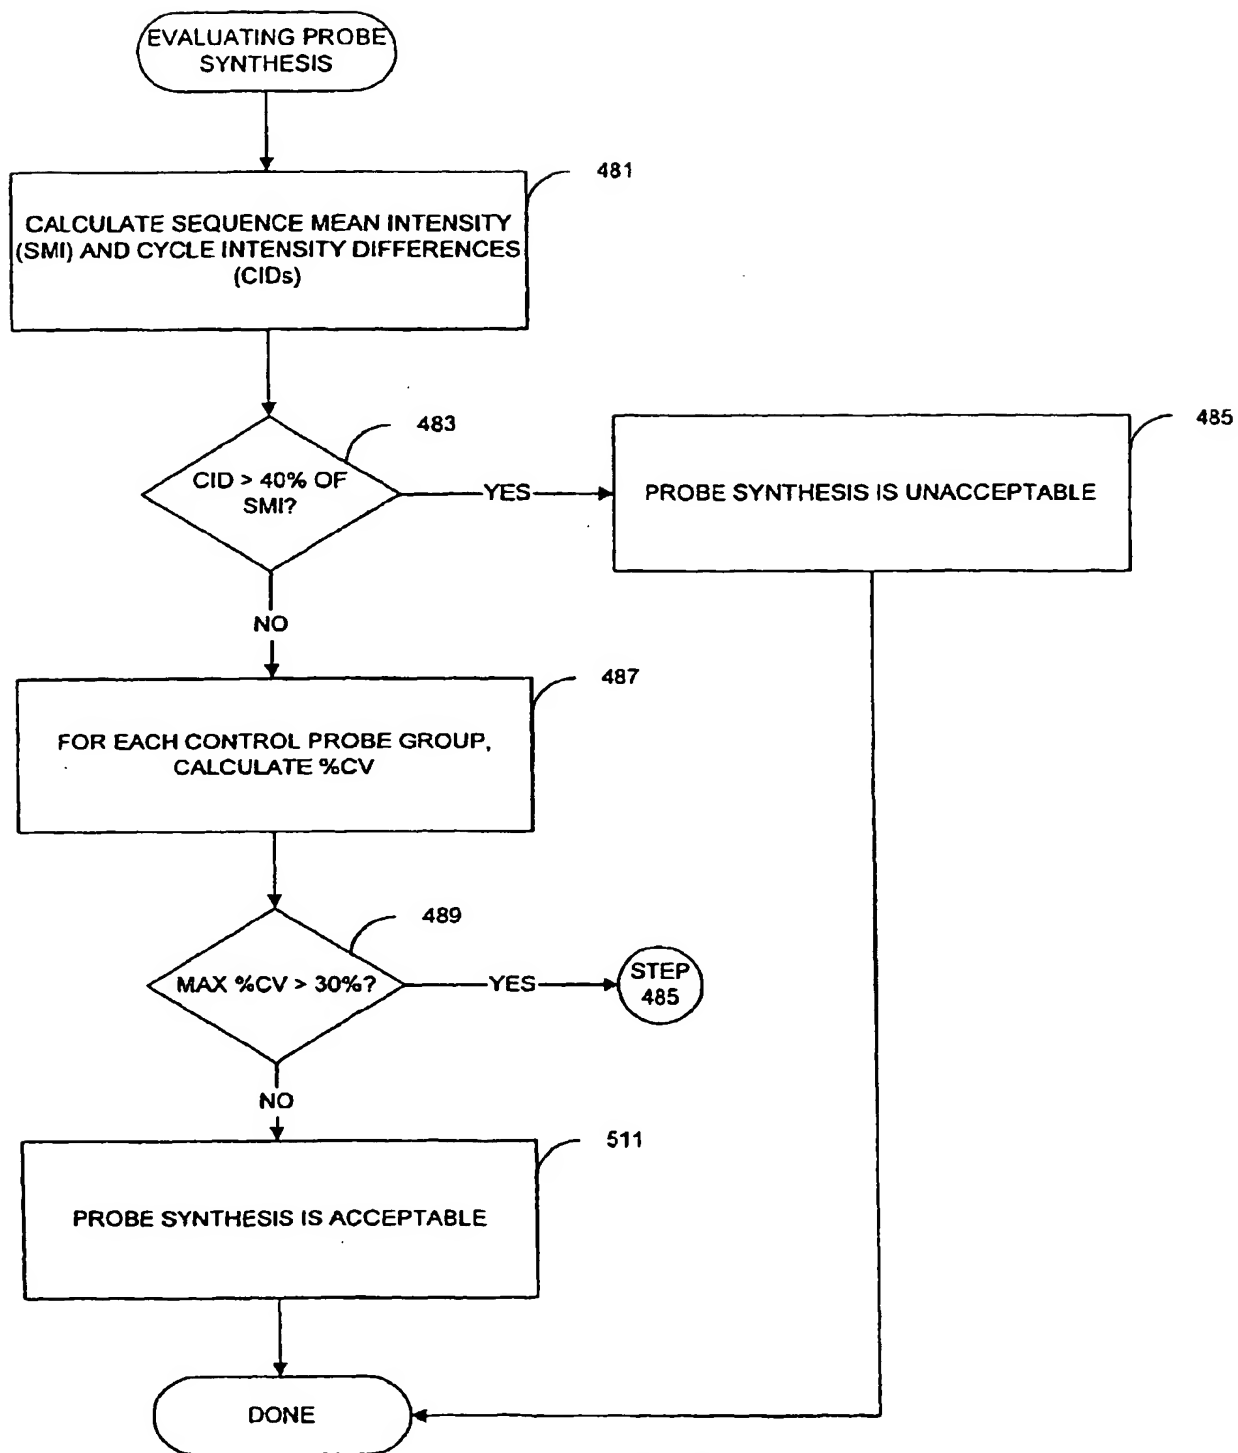 EVALUATING PROBE
SYNTHESIS
481
CALCULATE SEQUENCE MEAN INTENSITY
(SMI) AND CYCLE INTENSITY DIFFERENCES
(CIDs)
483
CID > 40% OF
SMI?
YES
485
PROBE SYNTHESIS IS UNACCEPTABLE
NO
487
FOR EACH CONTROL PROBE GROUP,
CALCULATE %CV
489
MAX %CV > 30%?
YES
STEP
485
NO
511
PROBE SYNTHESIS IS ACCEPTABLE
DONE